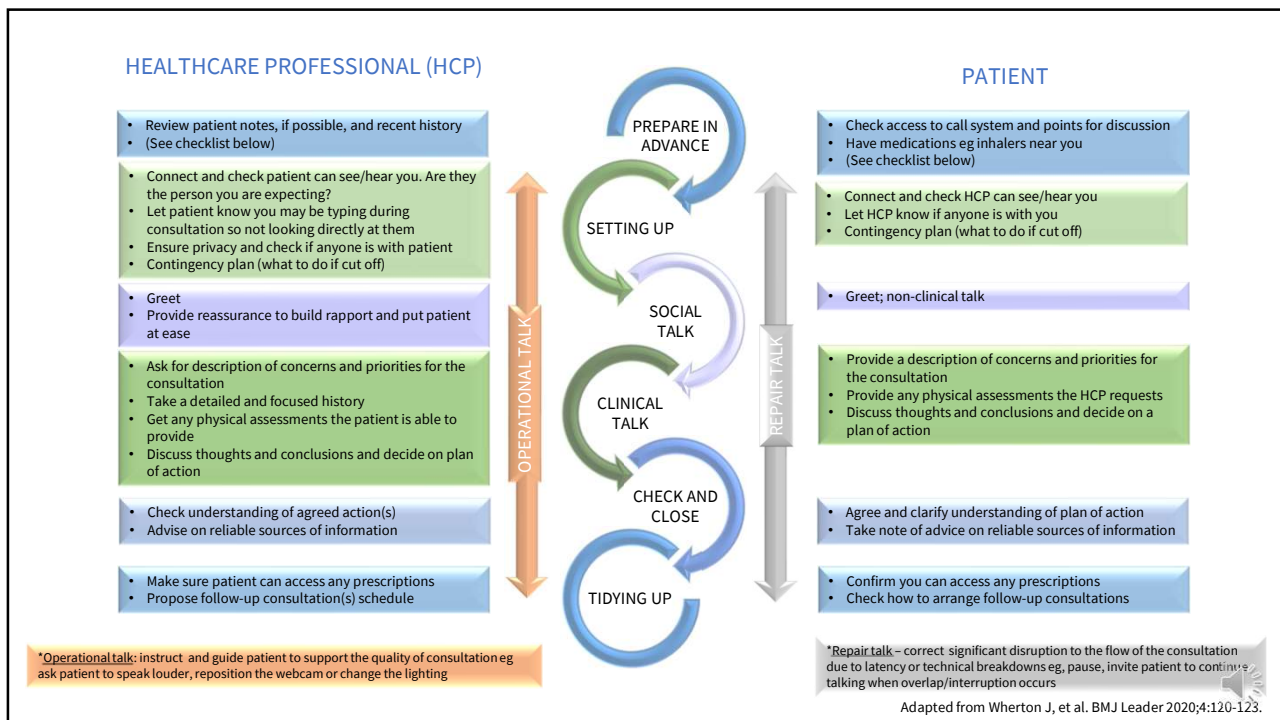 HEALTHCARE PROFESSIONAL (HCP)
• Review patient notes, if possible, and recent history
• (See checklist below)
• Connect and check patient can see/hear you. Are they
the person you are expecting?
• Let patient know you may be typing during
consultation so not looking directly at them
• Ensure privacy and check if anyone is with patient
• Contingency plan (what to do if cut off)
• Greet
• Provide reassurance to build rapport and put patient
at ease
• Ask for description of concerns and priorities for the
consultation
• Take a detailed and focused history
• Get any physical assessments the patient is able to
provide
• Discuss thoughts and conclusions and decide on plan
of action
• Check understanding of agreed action(s)
• Advise on reliable sources of information
• Make sure patient can access any prescriptions
• Propose follow-up consultation(s) schedule
OPERATIONAL TALK
PREPARE IN
ADVANCE
SETTING UP
SOCIAL
TALK
CLINICAL
TALK
CHECK AND
CLOSE
TIDYING UP
REPAIR TALK
PATIENT
• Check access to call system and points for discussion
• Have medications eg inhalers near you
• (See checklist below)
• Connect and check HCP can see/hear you
• Let HCP know if anyone is with you
• Contingency plan (what to do if cut off)
• Greet; non-clinical talk
• Provide a description of concerns and priorities for
the consultation
• Provide any physical assessments the HCP requests
• Discuss thoughts and conclusions and decide on a
plan of action
• Agree and clarify understanding of plan of action
• Take note of advice on reliable sources of information
• Confirm you can access any prescriptions
• Check how to arrange follow-up consultations
*Operational talk: instruct and guide patient to support the quality of consultation eg
ask patient to speak louder, reposition the webcam or change the lighting
*Repair talk – correct significant disruption to the flow of the consultation
due to latency or technical breakdowns eg, pause, invite patient to continue
talking when overlap/interruption occurs
Adapted from Wherton J, et al. BMJ Leader 2020;4:120-123.